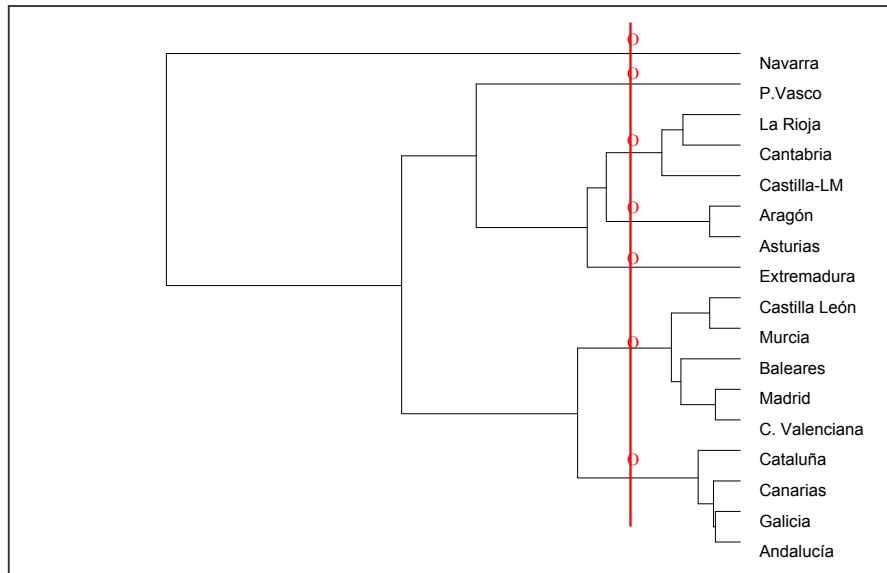 O
Navarra
O
P.Vasco
La Rioja
O
Cantabria
Castilla-LM
O
Aragón
Asturias
O
Extremadura
Castilla León
O
Murcia
Baleares
Madrid
C. Valenciana
O
Cataluña
Canarias
Galicia
Andalucía